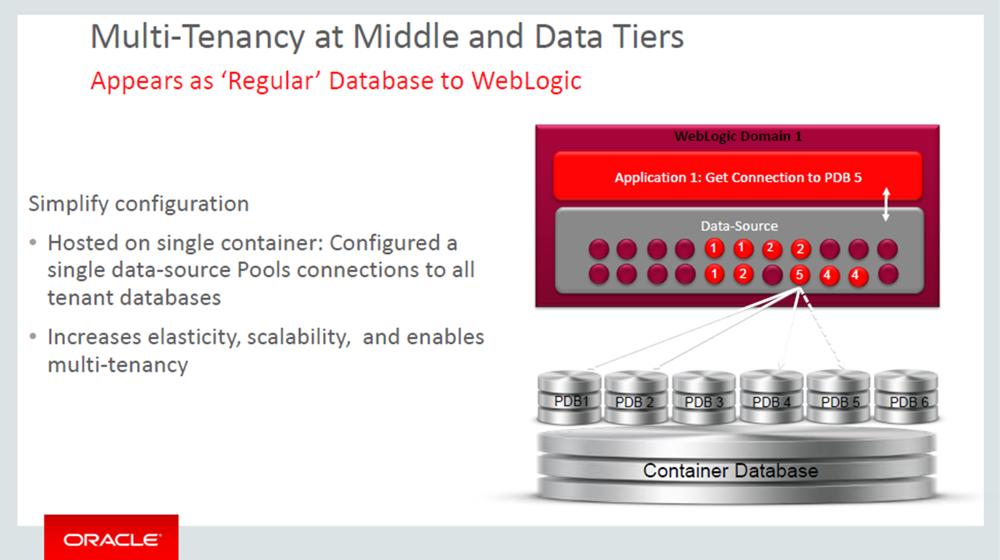 Multi-Tenancy at Middle and Data Tiers
Appears as ‘Regular’ Database to WebLogic
Simplify configuration
• Hosted on single container: Configured a
single data-source Pools connections to all
tenant databases
• Increases elasticity, scalability,  and enables
multi-tenancy
WebLogic Domain 1
Application 1: Get Connection to PDB 5
Data-Source
1 1 2 2
1 2 5 4 4
PDB1 PDB 2 PDB 3 PDB 4 PDB 5 PDB 6
Container Database
ORACLE®